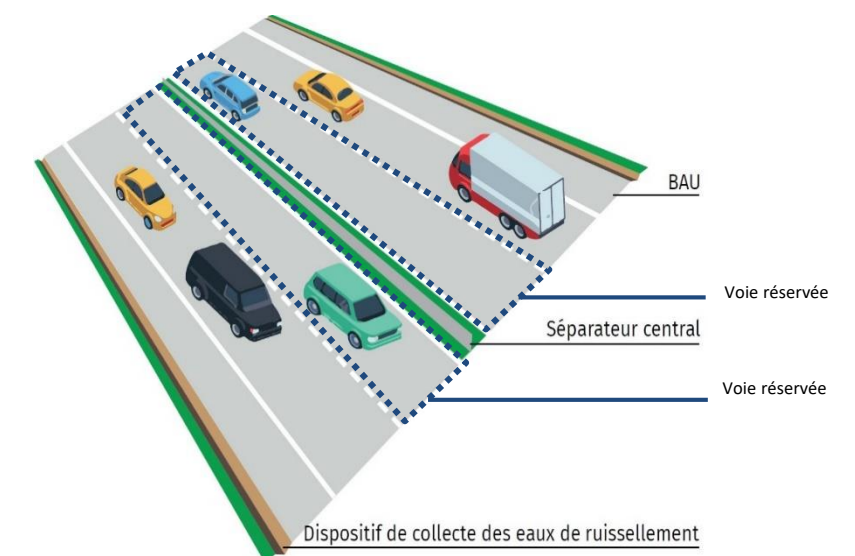 BAU
Voie réservée
Séparateur central
Voie réservée
Dispositif de collecte des eaux de ruissellement